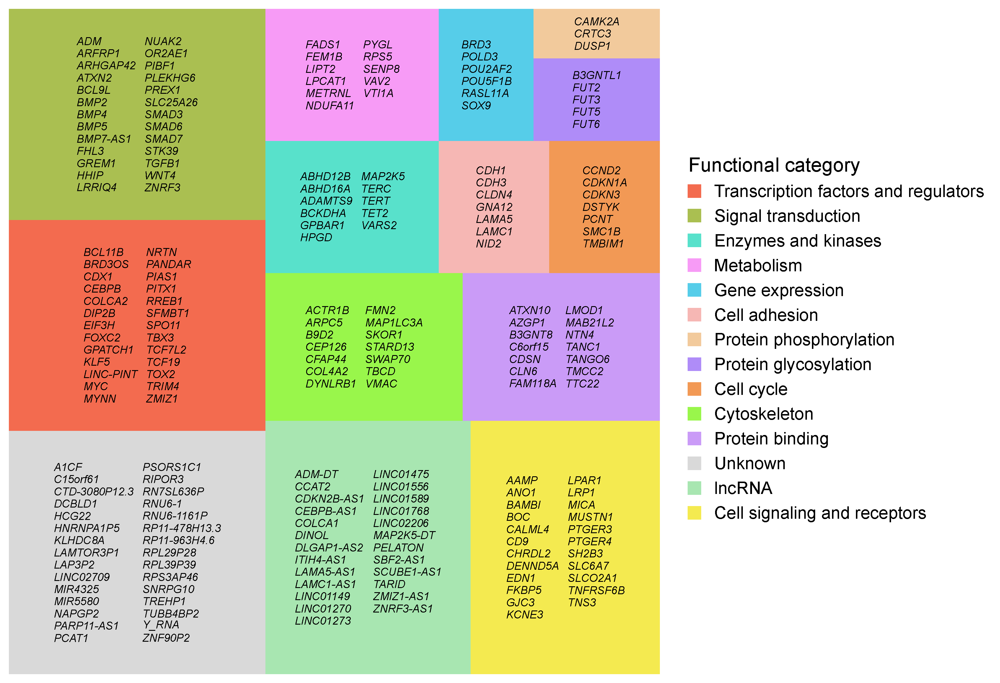 ADM
ARFRP1
ARHGAP42
ATXN2
BCL9L
BMP2
BMP4
BMP5
BMP7-AS1
FHL3
GREM1
HHIP
LRRIQ4
NUAK2
OR2AE1
PIBF1
PLEKHG6
PREX1
SLC25A26
SMAD3
SMAD6
SMAD7
STK39
TGFB1
WNT4
ZNRF3
FADS1
FEM1B
LIPT2
LPCAT1
METRNL
NDUFA11
PYGL
RPS5
SENP8
VAV2
VTI1A
BRD3
POLD3
POU2AF2
POU5F1B
RASL11A
SOX9
CAMK2A
CRTC3
DUSP1
B3GNTL1
FUT2
FUT3
FUT5
FUT6
ABHD12B
ABHD16A
ADAMTS9
BCKDHA
GPBAR1
HPGD
MAP2K5
TERC
TERT
TET2
VARS2
CDH1
CDH3
CLDN4
GNA12
LAMA5
LAMC1
NID2
CCND2
CDKN1A
CDKN3
DSTYK
PCNT
SMC1B
TMBIM1
BCL11B
BRD3OS
CDX1
CEBPB
COLCA2
DIP2B
EIF3H
FOXC2
GPATCH1
KLF5
LINC-PINT
MYC
MYNN
NRTN
PANDAR
PIAS1
PITX1
RREB1
SFMBT1
SPO11
TBX3
TCF7L2
TCF19
TOX2
TRIM4
ZMIZ1
ACTR1B
ARPC5
B9D2
CEP126
CFAP44
COL4A2
DYNLRB1
FMN2
MAP1LC3A
SKOR1
STARD13
SWAP70
TBCD
VMAC
ATXN10
AZGP1
B3GNT8
C6orf15
CDSN
CLN6
FAM118A
LMOD1
MAB21L2
NTN4
TANC1
TANGO6
TMCC2
TTC22
A1CF
C15orf61
CTD-3080P12.3
DCBLD1
HCG22
HNRNPA1P5
KLHDC8A
LAMTOR3P1
LAP3P2
LINC02709
MIR4325
MIR5580
NAPGP2
PARP11-AS1
PCAT1
PSORS1C1
RIPOR3
RN7SL636P
RNU6-1
RNU6-1161P
RP11-478H13.3
RP11-963H4.6
RPL29P28
RPL39P39
RPS3AP46
SNRPG10
TREHP1
TUBB4BP2
Y_RNA
ZNF90P2
ADM-DT
CCAT2
CDKN2B-AS1
CEBPB-AS1
COLCA1
DINOL
DLGAP1-AS2
ITIH4-AS1
LAMA5-AS1
LAMC1-AS1
LINC01149
LINC01270
LINC01273
LINC01475
LINC01556
LINC01589
LINC01768
LINC02206
MAP2K5-DT
PELATON
SBF2-AS1
SCUBE1-AS1
TARID
ZMIZ1-AS1
ZNRF3-AS1
AAMP
ANO1
BAMBI
BOC
CALML4
CD9
CHRDL2
DENND5A
EDN1
FKBP5
GJC3
KCNE3
LPAR1
LRP1
MICA
MUSTN1
PTGER3
PTGER4
SH2B3
SLC6A7
SLCO2A1
TNFRSF6B
TNS3
Functional category
Transcription factors and regulators
Signal transduction
Enzymes and kinases
Metabolism
Gene expression
Cell adhesion
Protein phosphorylation
Protein glycosylation
Cell cycle
Cytoskeleton
Protein binding
Unknown
lncRNA
Cell signaling and receptors